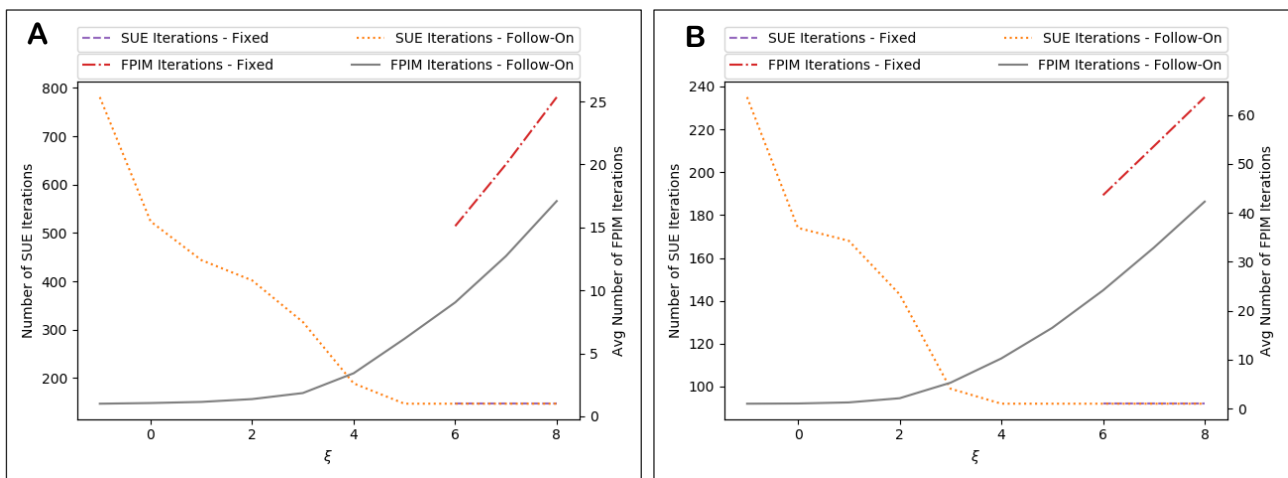 A
SUE Iterations - Fixed
SUE Iterations - Follow-On
FPIM Iterations - Fixed
FPIM Iterations - Follow-On
800
700
600
500
400
300
200
Number of SUE Iterations
25
20
15
10
5
0
Avg Number of FPIM Iterations
0 2 4 6 8
ξ
B
SUE Iterations - Fixed
SUE Iterations - Follow-On
FPIM Iterations - Fixed
FPIM Iterations - Follow-On
240
220
200
180
160
140
120
100
Number of SUE Iterations
60
50
40
30
20
10
0
Avg Number of FPIM Iterations
0 2 4 6 8
ξ